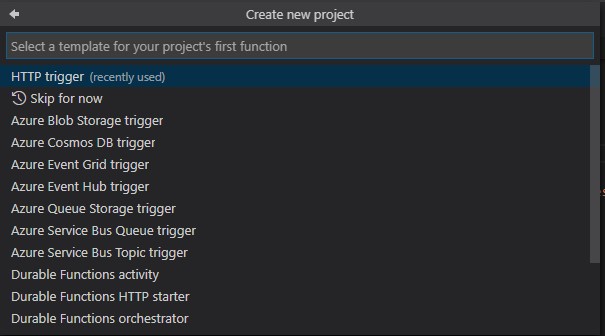 Create new project
Select a template for your project's first function
HTTP trigger (recently used)
Skip for now
Azure Blob Storage trigger
Azure Cosmos DB trigger
Azure Event Grid trigger
Azure Event Hub trigger
Azure Queue Storage trigger
Azure Service Bus Queue trigger
Azure Service Bus Topic trigger
Durable Functions activity
Durable Functions HTTP starter
Durable Functions orchestrator